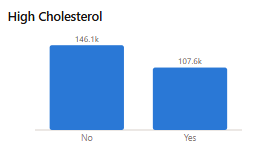 High Cholesterol
146.1k
107.6k
No
Yes